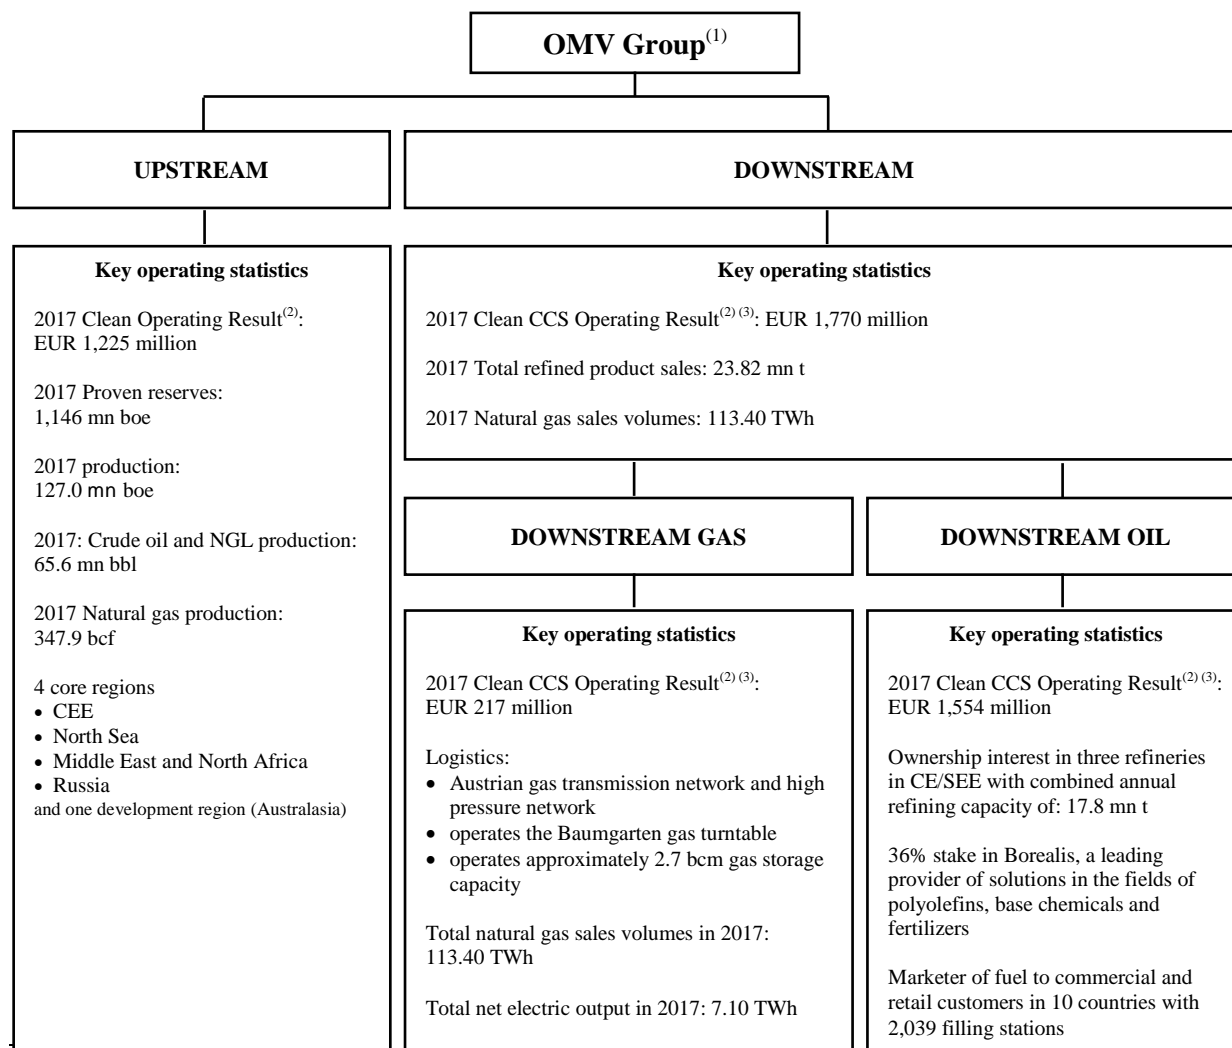 OMV Group(1)
UPSTREAM
DOWNSTREAM
Key operating statistics
2017 Clean Operating Result(2):
EUR 1,225 million
2017 Proven reserves:
1,146 mn boe
2017 production:
127.0 mn boe
2017: Crude oil and NGL production:
65.6 mn bbl
2017 Natural gas production:
347.9 bcf
4 core regions
• CEE
• North Sea
• Middle East and North Africa
• Russia
and one development region (Australasia)
Key operating statistics
2017 Clean CCS Operating Result(2) (3): EUR 1,770 million
2017 Total refined product sales: 23.82 mn t
2017 Natural gas sales volumes: 113.40 TWh
DOWNSTREAM GAS
DOWNSTREAM OIL
Key operating statistics
2017 Clean CCS Operating Result(2) (3):
EUR 217 million
Logistics:
• Austrian gas transmission network and high
pressure network
• operates the Baumgarten gas turntable
• operates approximately 2.7 bcm gas storage
capacity
Total natural gas sales volumes in 2017:
113.40 TWh
Total net electric output in 2017: 7.10 TWh
Key operating statistics
2017 Clean CCS Operating Result(2) (3):
EUR 1,554 million
Ownership interest in three refineries
in CE/SEE with combined annual
refining capacity of: 17.8 mn t
36% stake in Borealis, a leading
provider of solutions in the fields of
polyolefins, base chemicals and
fertilizers
Marketer of fuel to commercial and
retail customers in 10 countries with
2,039 filling stations